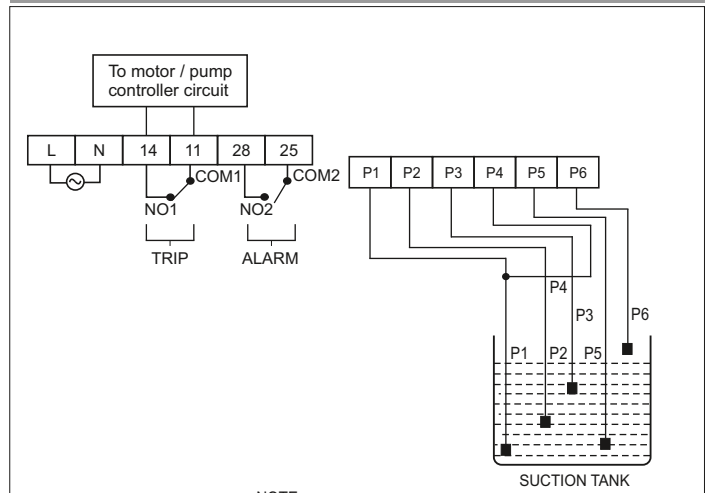 To motor / pump
controller circuit
L N 14 11 28 25
COM1 COM2
NO1 NO2
TRIP ALARM
P1 P2 P3 P4 P5 P6
P4
P3 P6
P1 P2 P5
SUCTION TANK